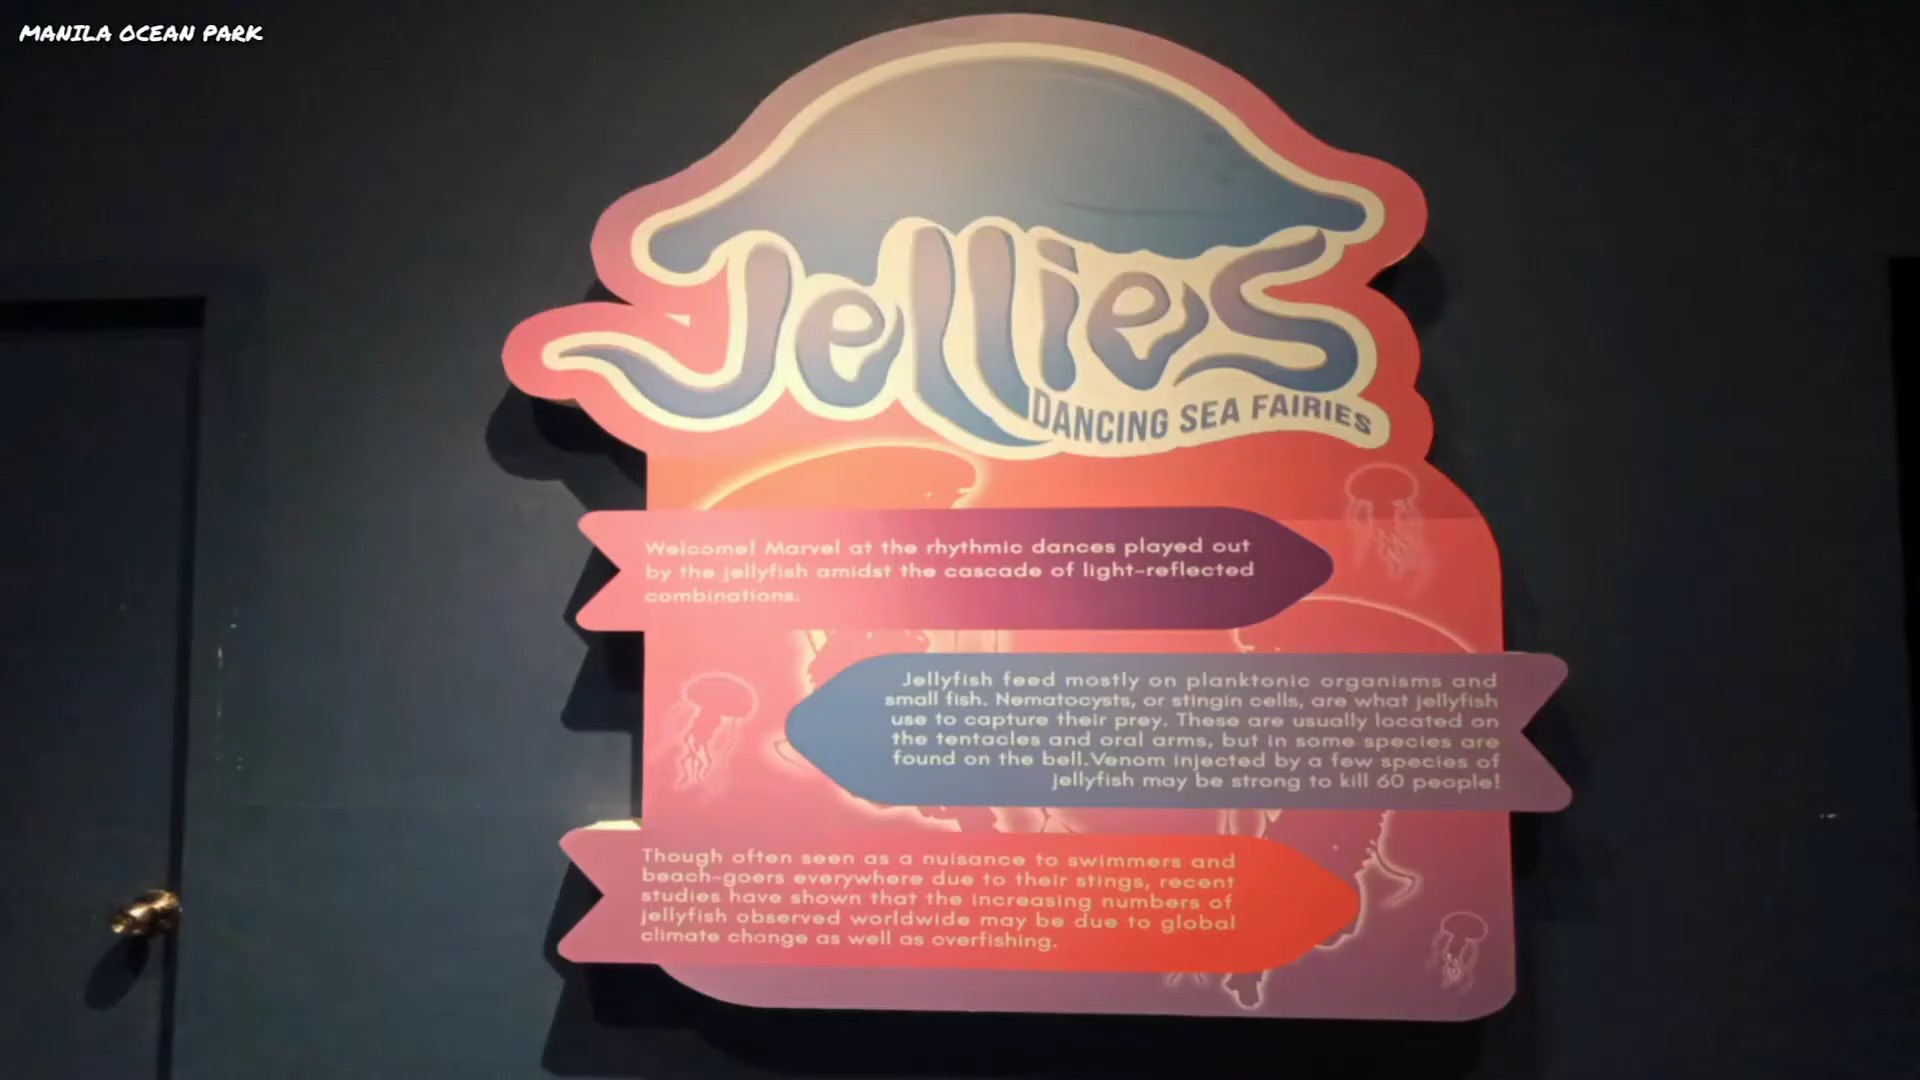 MANILA OCEAN PARK
Jellies
DANCING SEA FAIRIES
Welcome! Marvel at the rhythmic dances played out
by the jellyfish amidst the cascade of light-reflected
combinations.
Jellyfish feed mostly on planktonic organisms and
small fish. Nematocysts, or stingin cells, are what jellyfish
use to capture their prey. These are usually located on
the tentacles and oral arms, but in some species are
found on the bell.Venom injected by a few species of
jellyfish may be strong to kill 60 people!
Though often seen as a nuisance to swimmers and
beach-goers everywhere due to their stings, recent
studies have shown that the increasing numbers of
jellyfish observed worldwide may be due to global
climate change as well as overfishing.